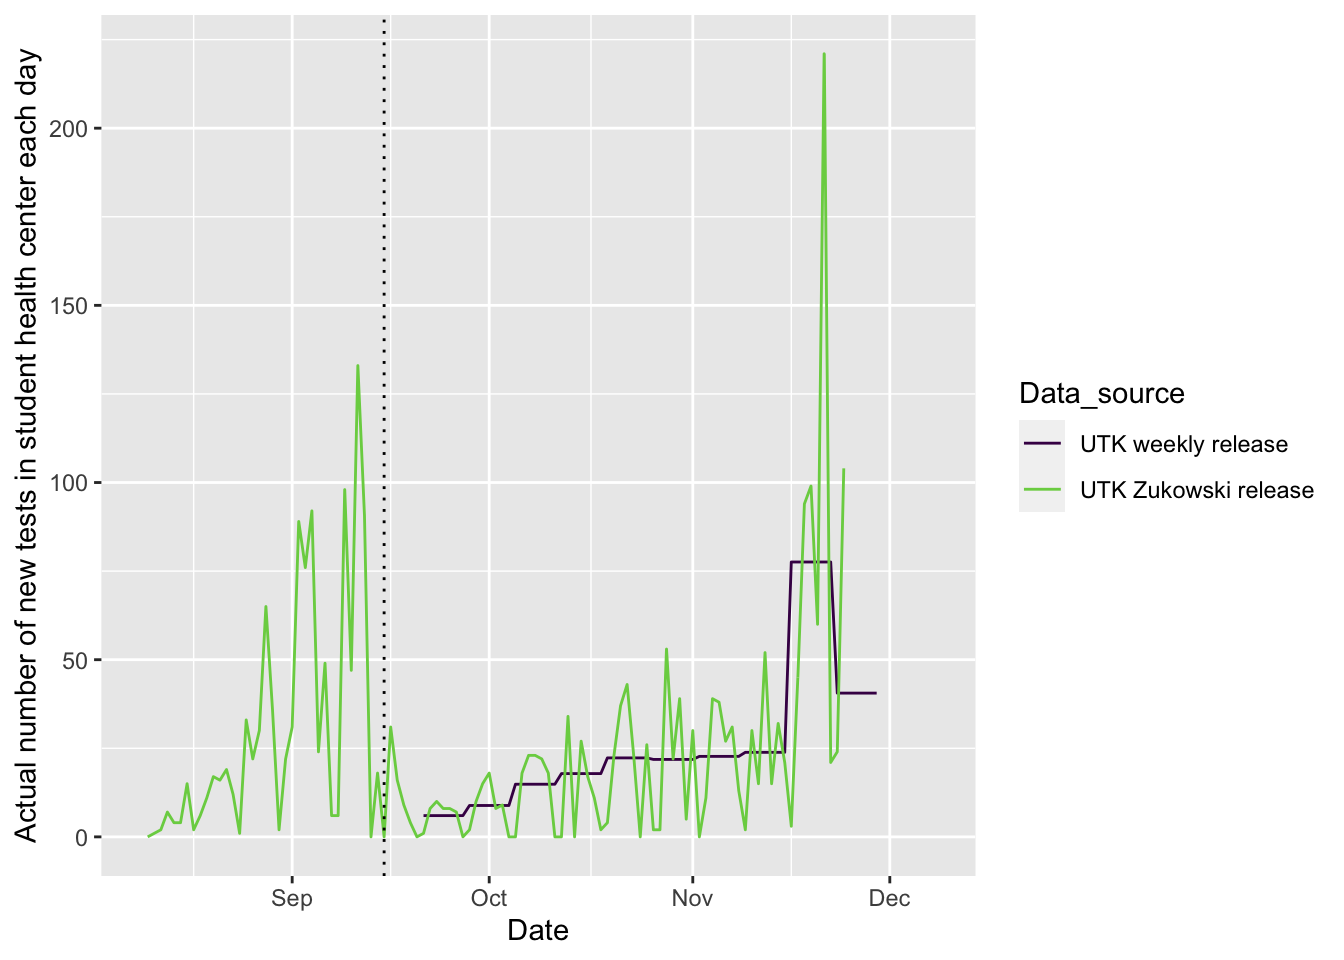 Actual number of new tests in student health center each day
200
150
100
50
0
Sep Oct Nov Dec
Date
Data_source
UTK weekly release
UTK Zukowski release